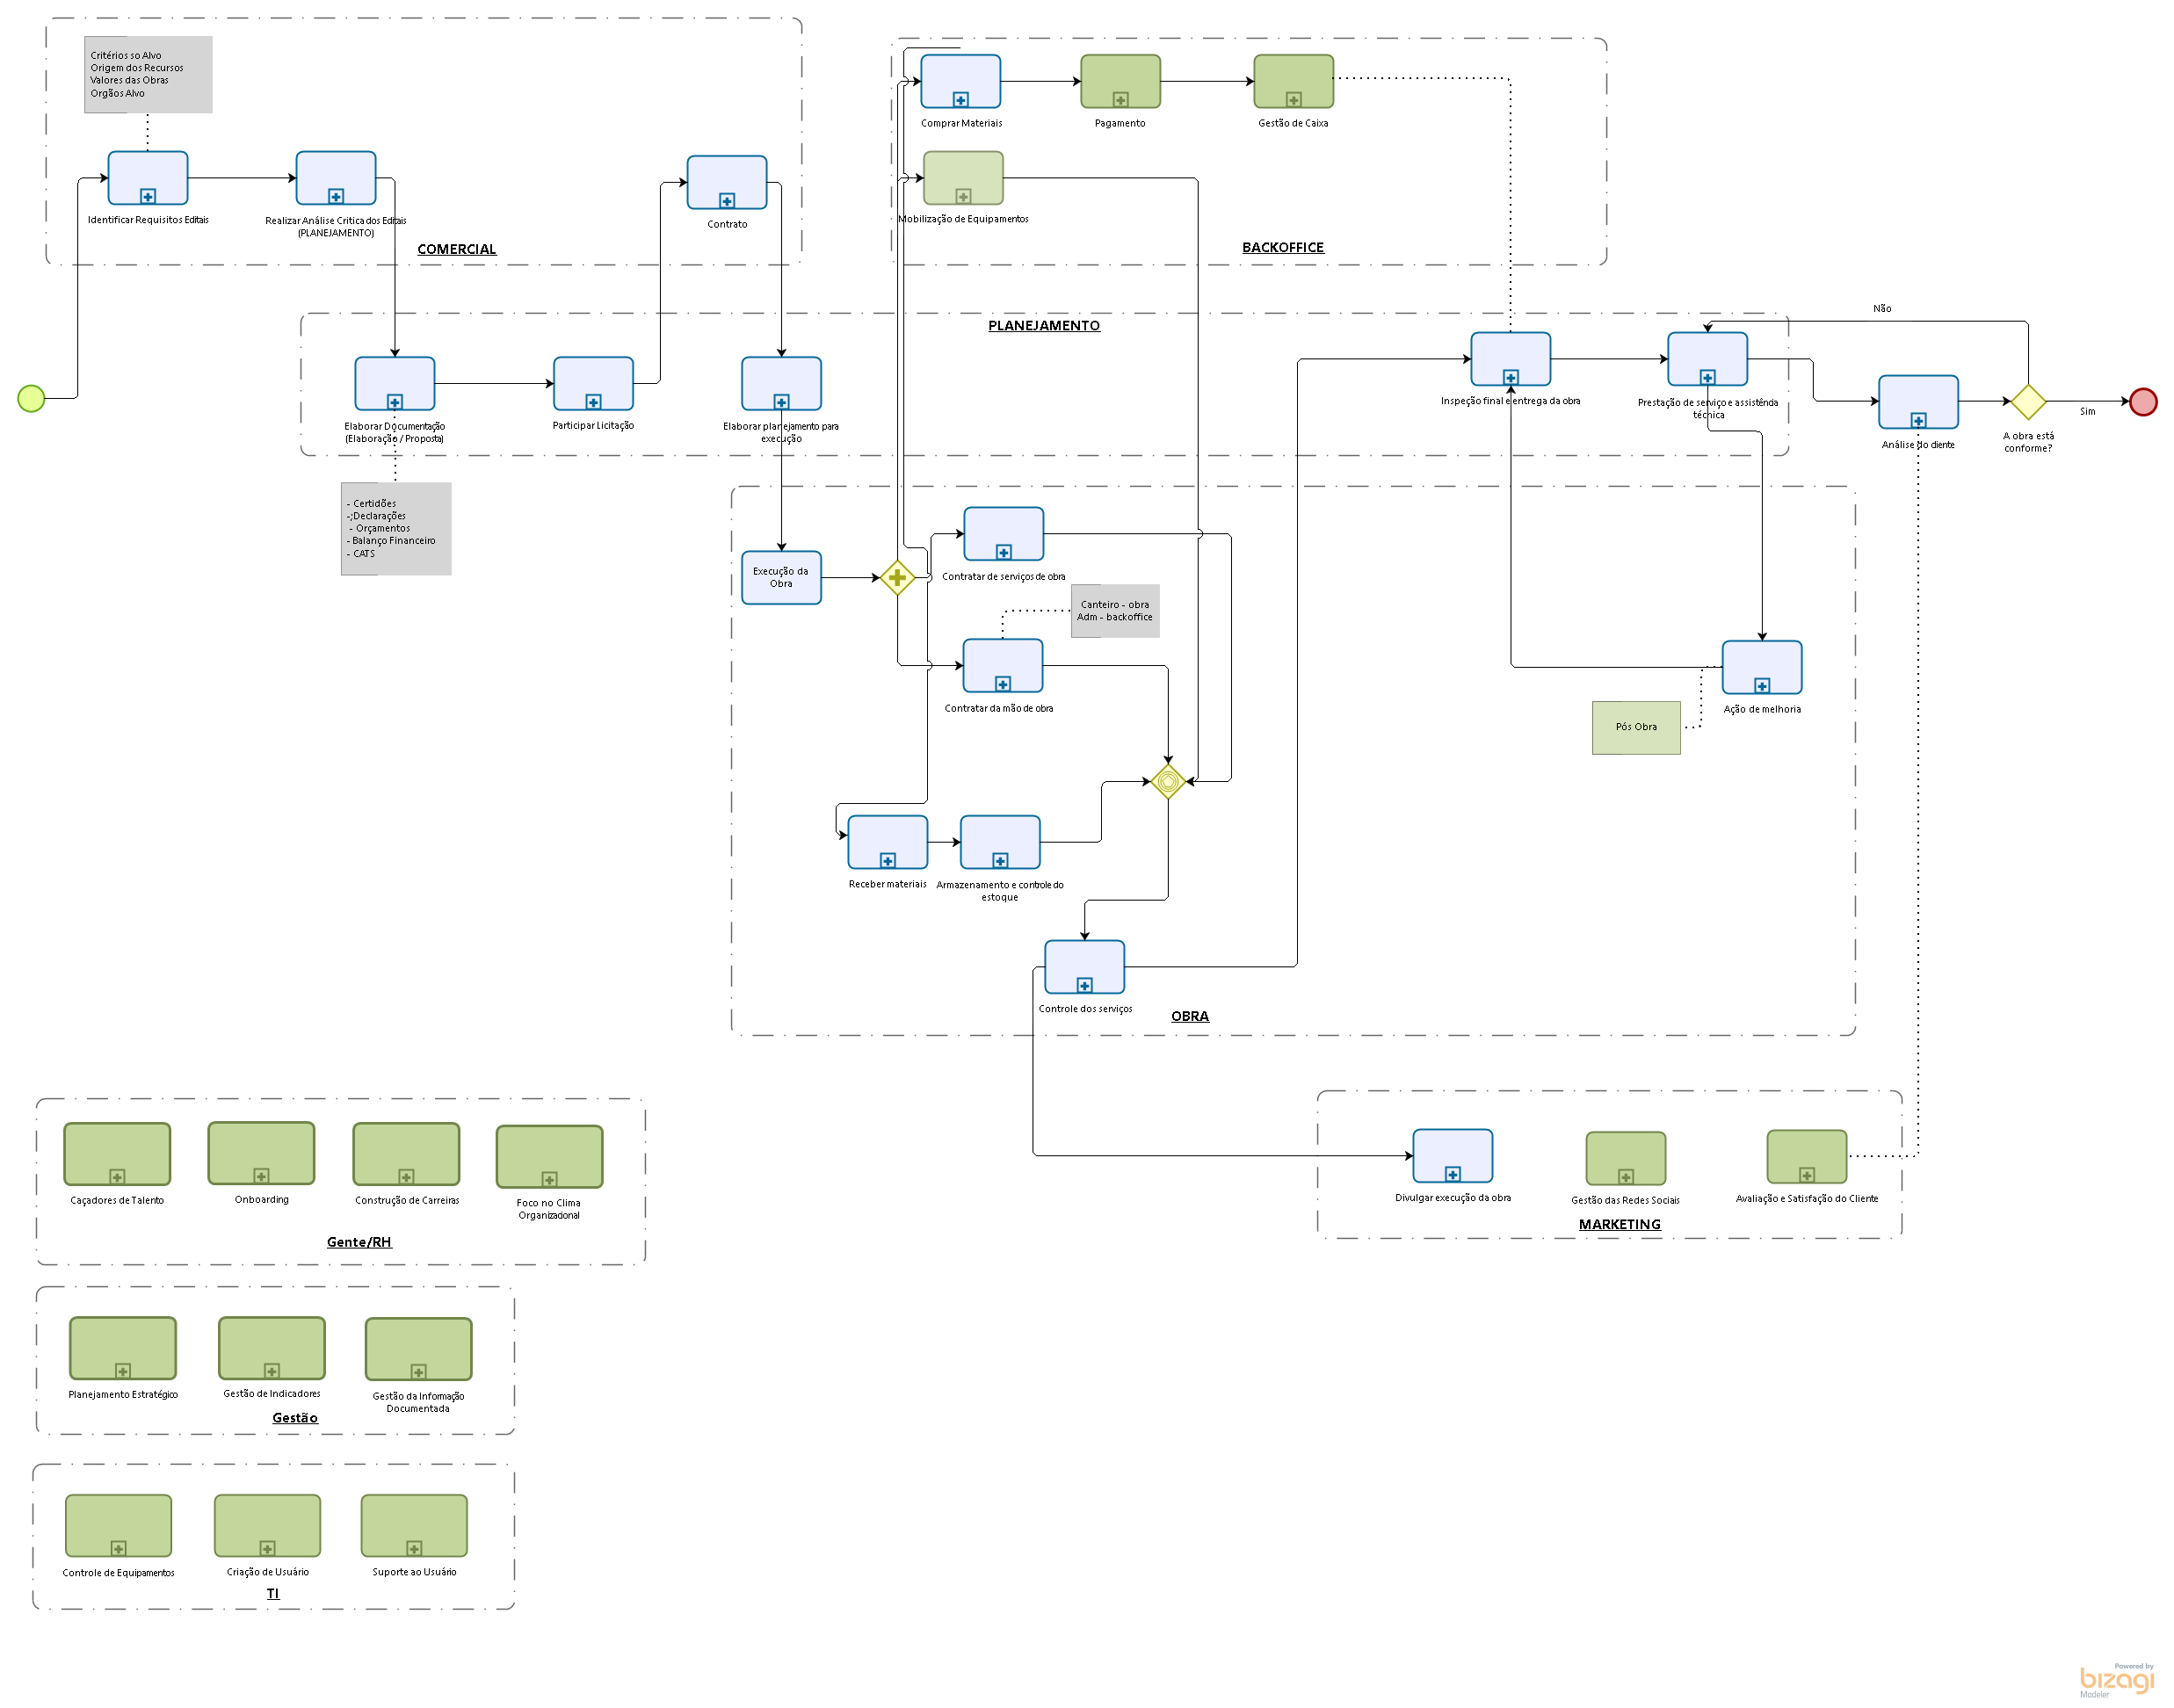 Critérios so Alvo
Origem dos Recursos
Valores das Obras
Orgãos Alvo
Identificar Requisitos Editais
Realizar Análise Critica dos Editais
(PLANEJAMENTO)
Contrato
COMERCIAL
Comprar Materiais
Pagamento
Gestão de Caixa
Mobilização de Equipamentos
BACKOFFICE
PLANEJAMENTO
Elaborar Documentação
(Elaboração / Proposta)
Participar Licitação
Elaborar planejamento para
execução
Inspeção final e entrega da obra
Prestação de serviço e assistência
técnica
Não
Análise do cliente
A obra está
conforme?
Sim
- Certidões
-;Declarações
- Orçamentos
- Balanço Financeiro
- CATS
Execução da
Obra
Contratar de serviços de obra
Canteiro - obra
Adm - backoffice
Contratar da mão de obra
Ação de melhoria
Pós Obra
Receber materiais
Armazenamento e controle do
estoque
Controle dos serviços
OBRA
Divulgar execução da obra
Gestão das Redes Sociais
Avaliação e Satisfação do Cliente
MARKETING
Caçadores de Talento
Onboarding
Construção de Carreiras
Foco no Clima
Organizacional
Gente/RH
Planejamento Estratégico
Gestão de Indicadores
Gestão da Informação
Documentada
Gestão
Controle de Equipamentos
Criação de Usuário
Suporte ao Usuário
TI
Powered by
bizagi
Modeler